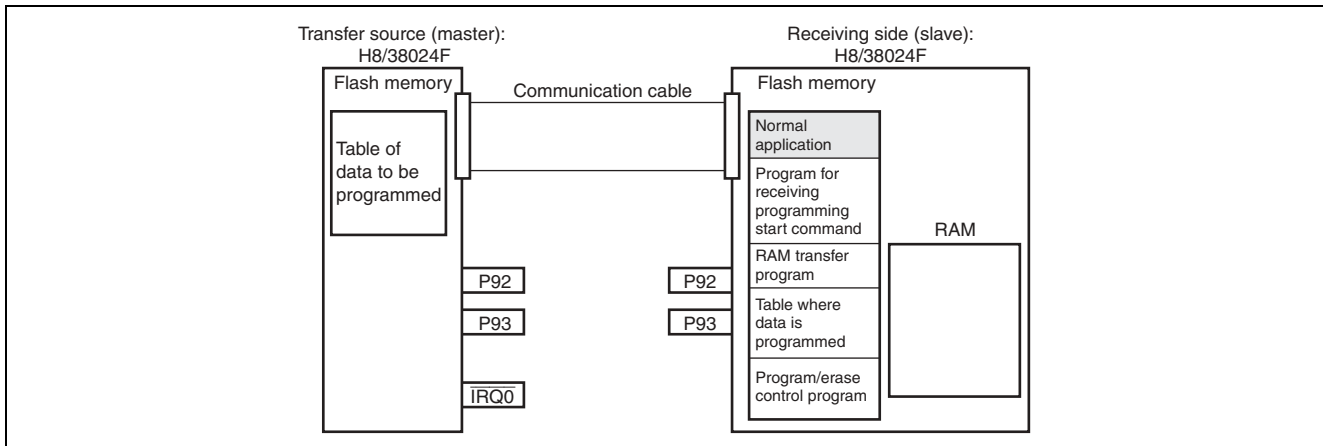 Transfer source (master):
H8/38024F
Flash memory
Table of
data to be
programmed
Communication cable
P92
P93
IRQ0
Receiving side (slave):
H8/38024F
Flash memory
Normal
application
Program for
receiving
programming
start command
RAM transfer
program
Table where
data is
programmed
Program/erase
control program
RAM
P92
P93